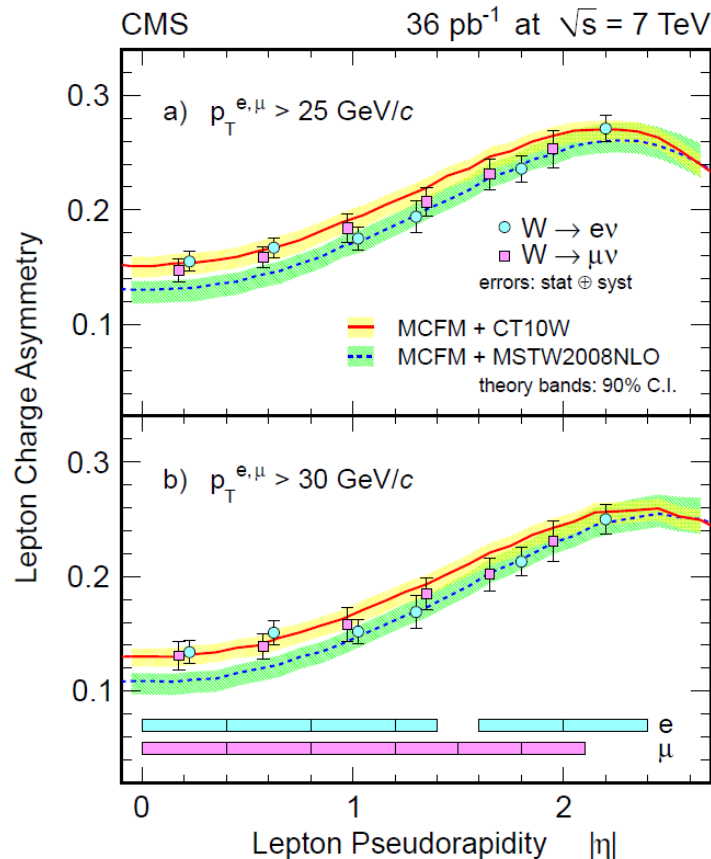 CMS 36 pb⁻¹ at √s = 7 TeV
a) p_T^{e, μ} > 25 GeV/c
0.3
0.2
0.1
W → eν
W → μν
errors: stat ⊕ syst
MCFM + CT10W
MCFM + MSTW2008NLO
theory bands: 90% C.I.
b) p_T^{e, μ} > 30 GeV/c
0.3
0.2
0.1
e
μ
0 1 2
Lepton Charge Asymmetry
Lepton Pseudorapidity |η|